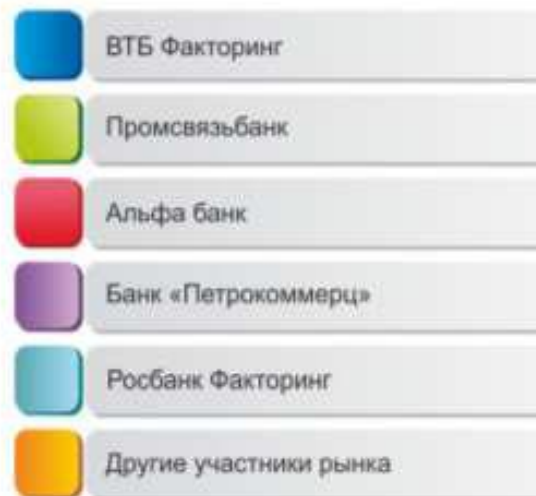 ВТБ Факторинг
Промсвязьбанк
Альфа банк
Банк «Петрокоммерц»
Росбанк Факторинг
Другие участники рынка